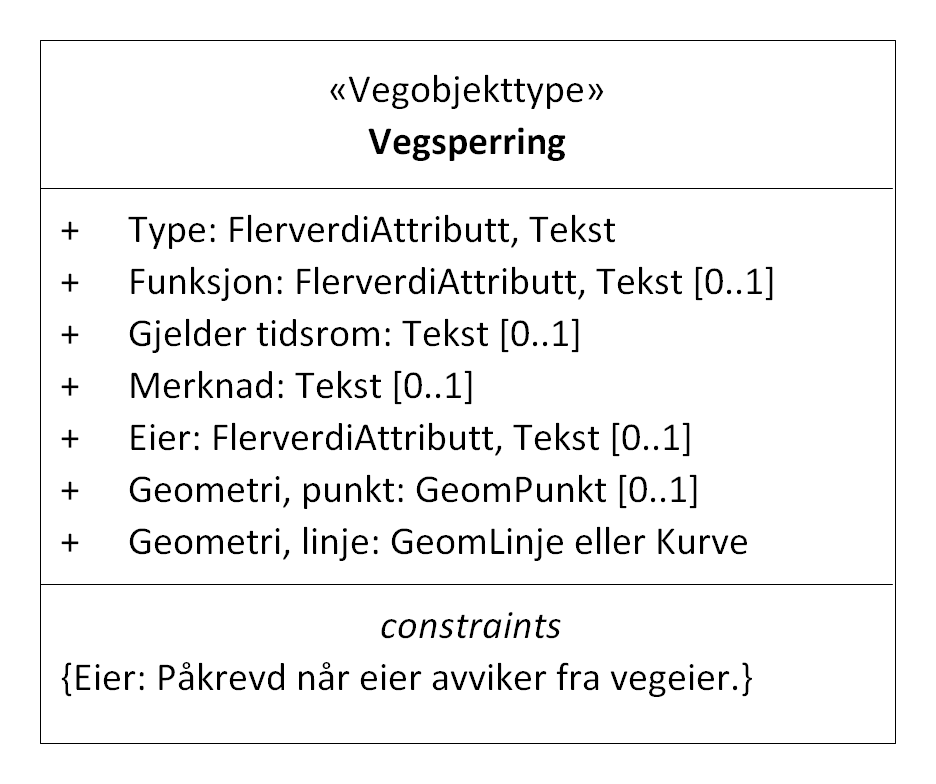 «Vegobjekttype»
Vegsperring
+ Type: FlerverdiAttributt, Tekst
+ Funksjon: FlerverdiAttributt, Tekst [0..1]
+ Gjelder tidsrom: Tekst [0..1]
+ Merknad: Tekst [0..1]
+ Eier: FlerverdiAttributt, Tekst [0..1]
+ Geometri, punkt: GeomPunkt [0..1]
+ Geometri, linje: GeomLinje eller Kurve
constraints
{Eier: Påkrevd når eier avviker fra vegeier.}